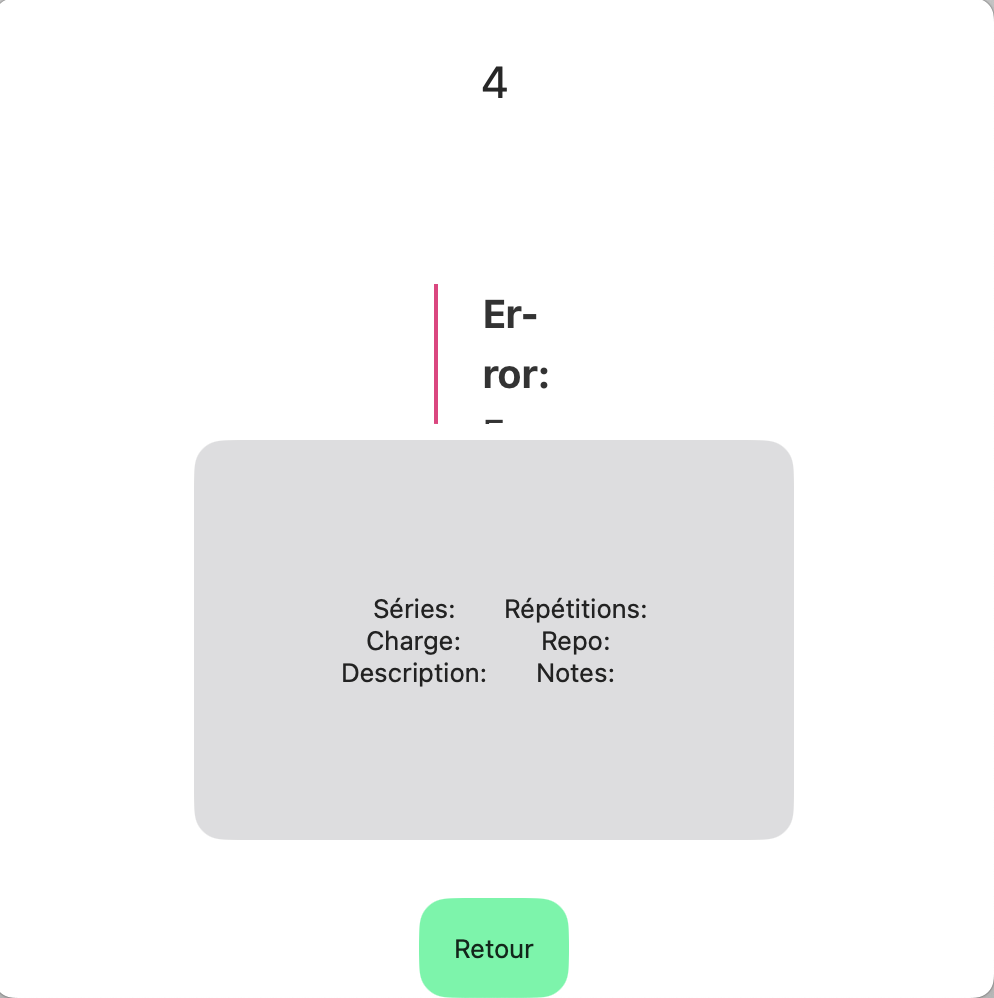 4
Er-
ror:
Séries: Répétitions:
Charge: Repo:
Description: Notes:
Retour